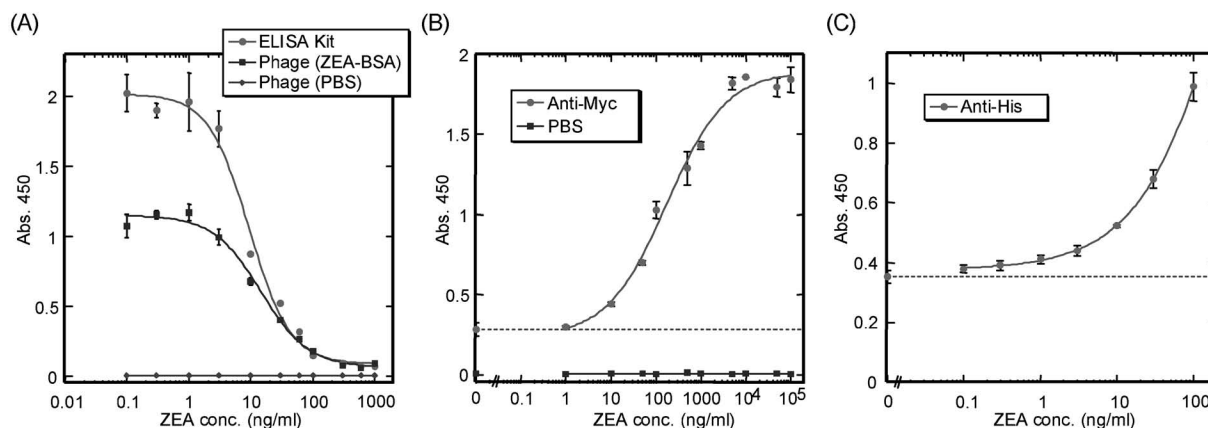 (A)
ELISA Kit
Phage (ZEA-BSA)
Phage (PBS)
2
1.5
1
0.5
0
Abs. 450
0.01 0.1 1 10 100 1000
ZEA conc. (ng/ml)
(B)
Anti-Myc
PBS
2
1.5
1
0.5
0
Abs. 450
0 1 10 100 1000 10⁴ 10⁵
ZEA conc. (ng/ml)
(C)
Anti-His
1
0.8
0.6
0.4
0.2
0
Abs. 450
0 0.1 1 10 100
ZEA conc. (ng/ml)